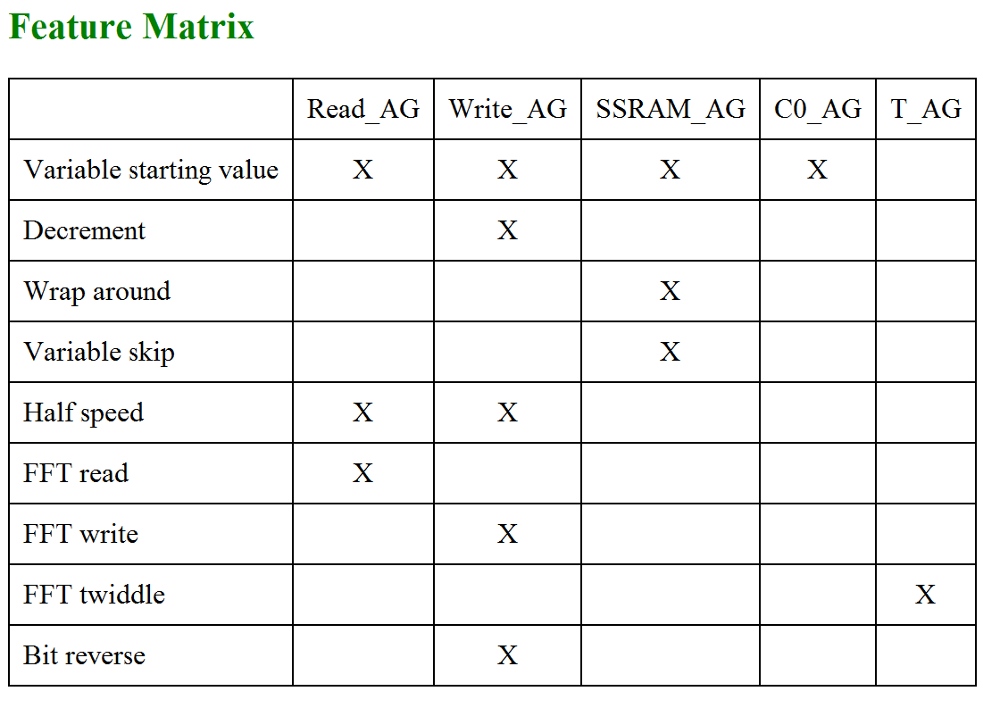 Feature Matrix
Read_AG Write_AG SSRAM_AG C0_AG T_AG
Variable starting value X X X X
Decrement X
Wrap around X
Variable skip X
Half speed X X
FFT read X
FFT write X
FFT twiddle X
Bit reverse X